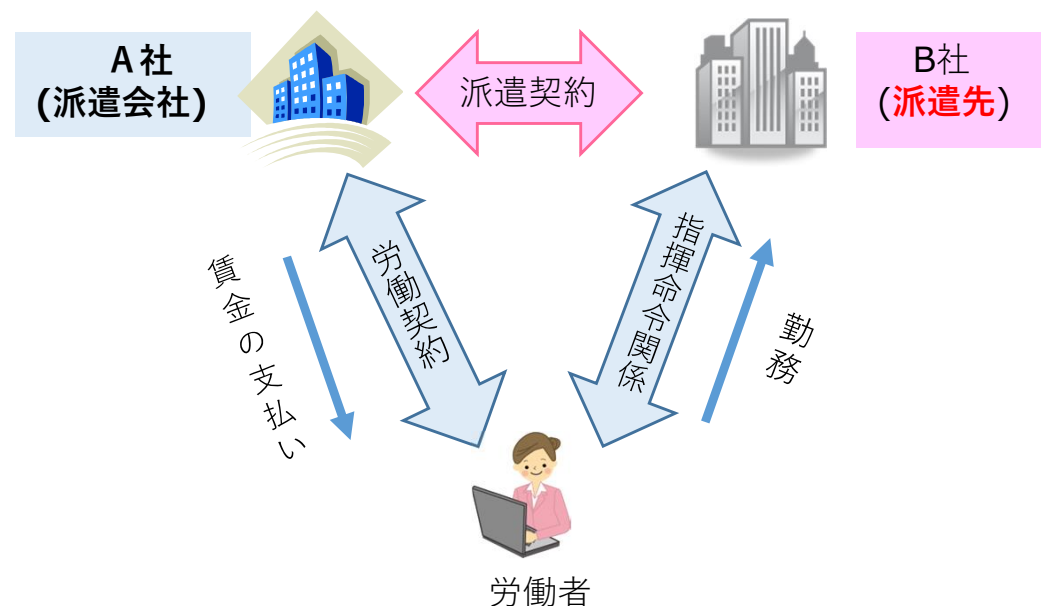 A社
(派遣会社)
派遣契約
B社
(派遣先)
賃金の支払い
労働契約
指揮命令関係
勤務
労働者